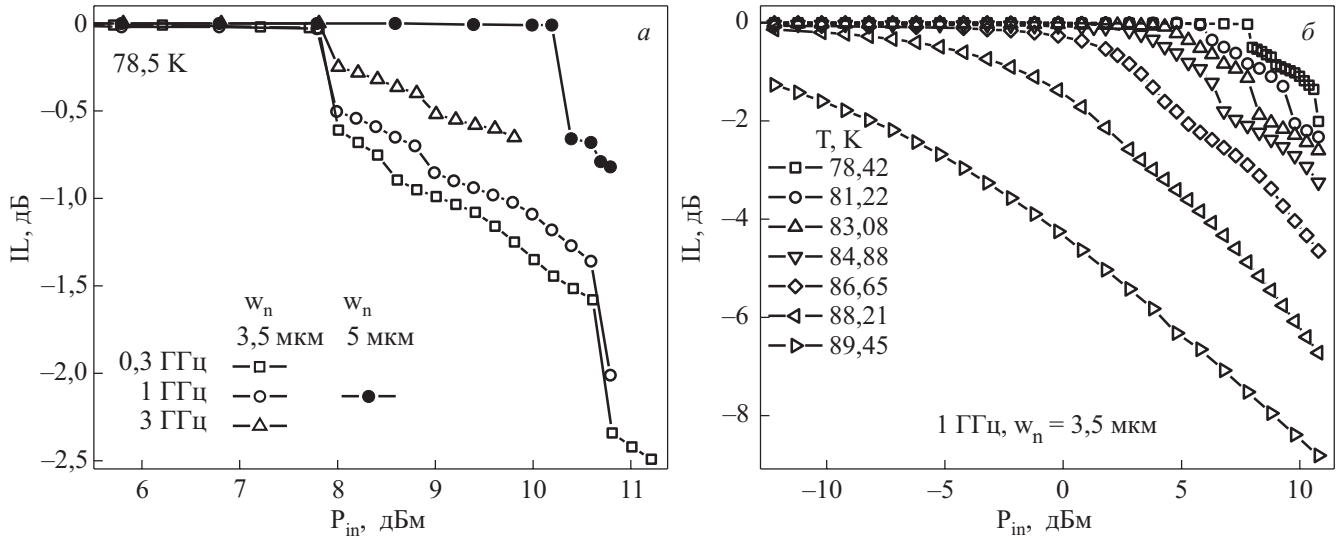 0
–0,5
–1,0
–1,5
–2,0
–2,5
IL, дБ
78,5 K
а
w_n w_n
3,5 мкм 5 мкм
0,3 ГГц
1 ГГц
3 ГГц
6 7 8 9 10 11
P_in, дБм
0
–2
–4
–6
–8
IL, дБ
б
T, K
78,42
81,22
83,08
84,88
86,65
88,21
89,45
1 ГГц, w_n = 3,5 мкм
–10 –5 0 5 10
P_in, дБм